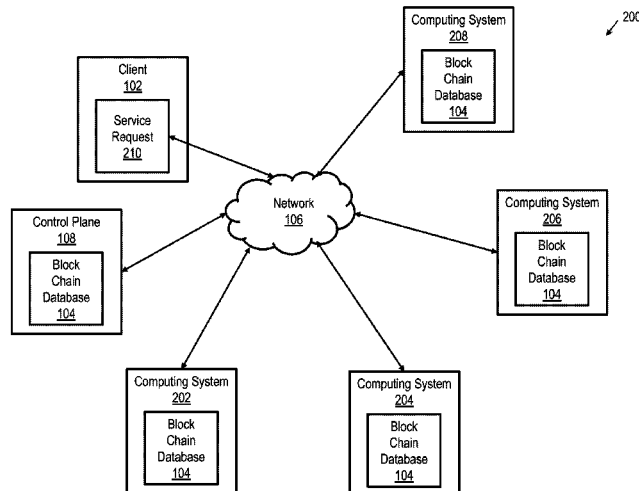 200
Computing System
208
Block
Chain
Database
104
Client
102
Service
Request
210
Network
106
Computing System
206
Block
Chain
Database
104
Control Plane
108
Block
Chain
Database
104
Computing System
202
Block
Chain
Database
104
Computing System
204
Block
Chain
Database
104